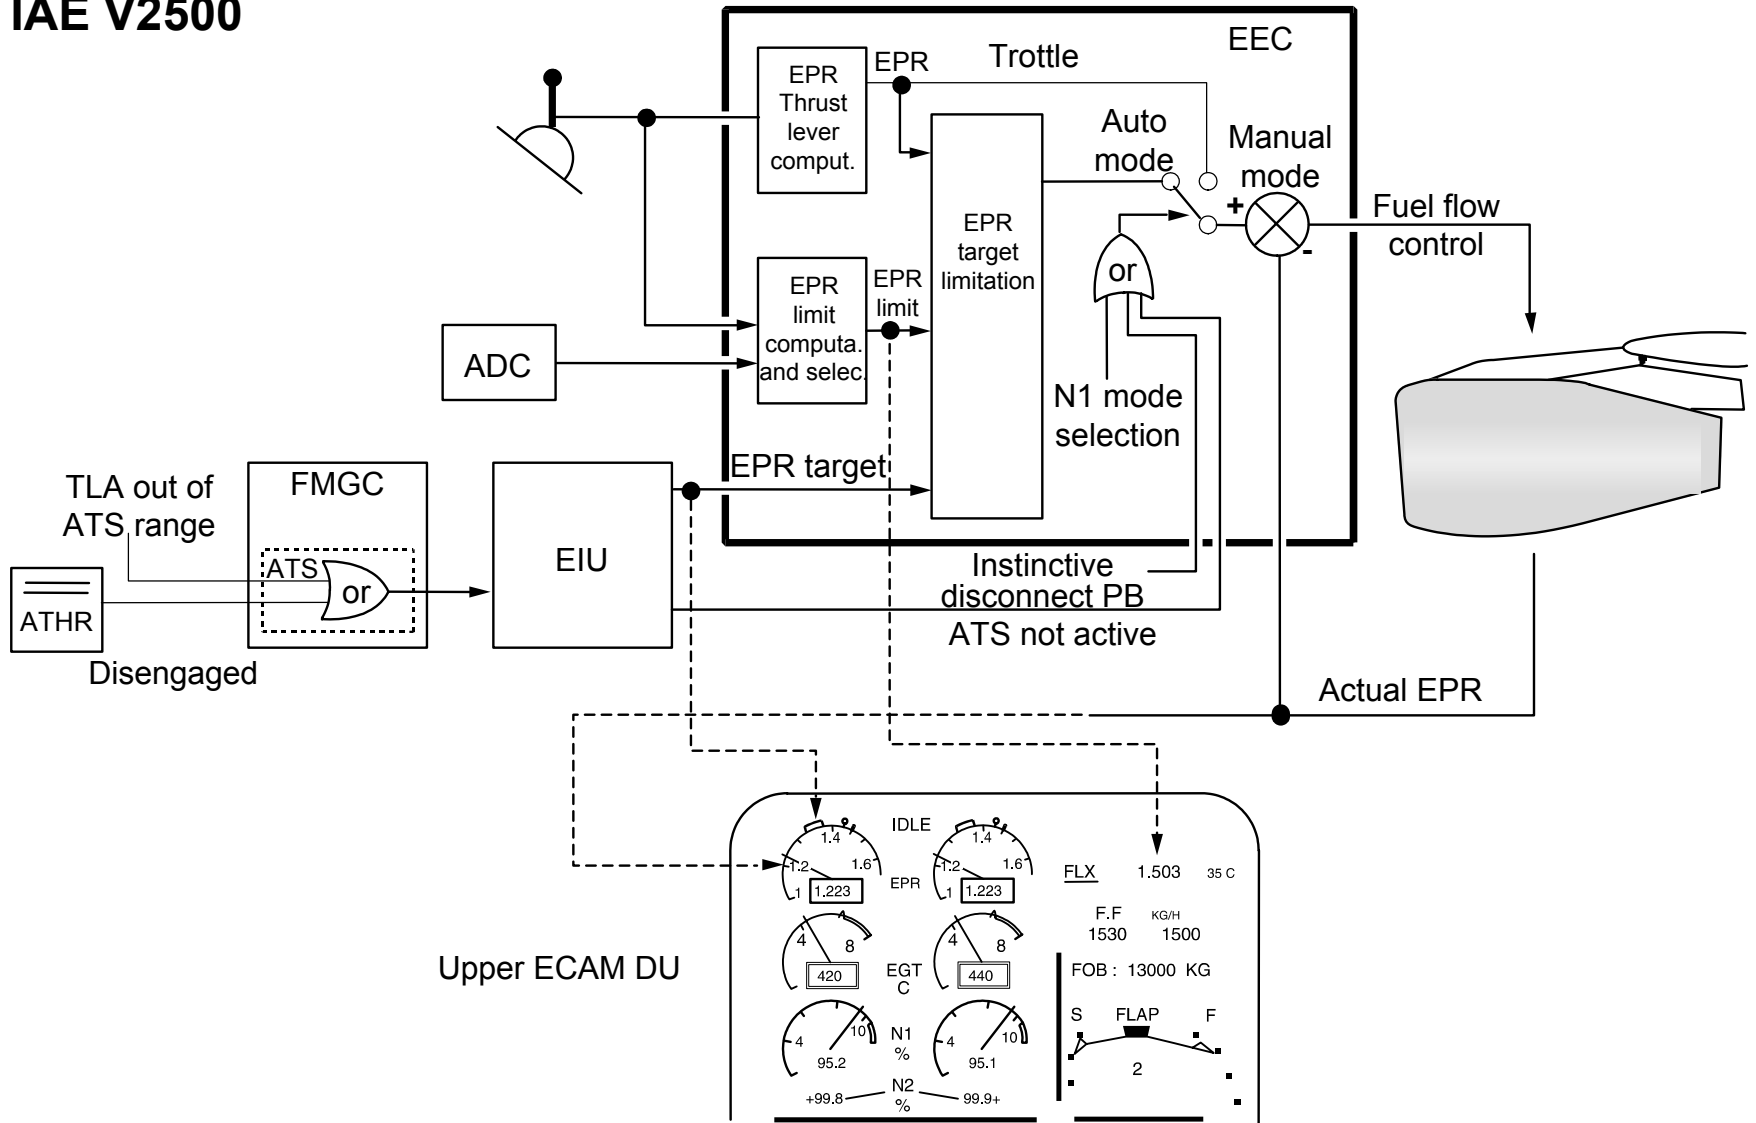 IAE V2500
EEC
EPR
Thrust
lever
comput.
EPR
Trottle
Auto
mode
Manual
mode
+
-
Fuel flow
control
EPR
target
limitation
or
EPR
limit
computa.
and selec.
EPR
limit
ADC
N1 mode
selection
EPR target
TLA out of
ATS range
FMGC
ATS
or
EIU
ATHR
Disengaged
Instinctive
disconnect PB
ATS not active
Actual EPR
Upper ECAM DU
IDLE
1
1.2
1.4
1.6
1.223
EPR
1
1.2
1.4
1.6
1.223
FLX 1.503 35 C
F.F KG/H
1530 1500
4
8
420
EGT
C
4
8
440
FOB : 13000 KG
S FLAP F
2
4
10
95.2
N1
%
4
10
95.1
+99.8
N2
%
99.9+